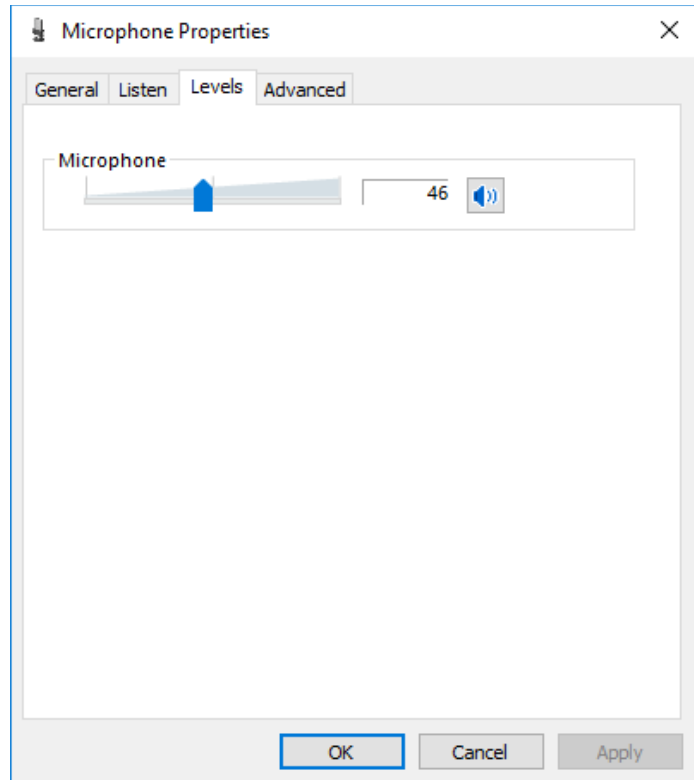 Microphone Properties
General Listen Levels Advanced
Microphone
46
OK Cancel Apply